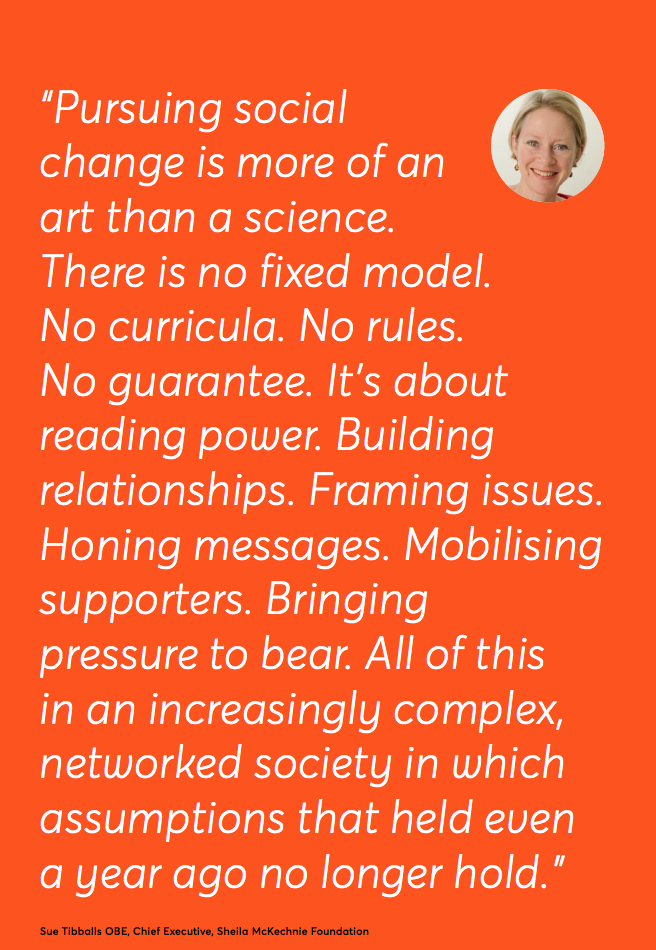 “Pursuing social
change is more of an
art than a science.
There is no fixed model.
No curricula. No rules.
No guarantee. It’s about
reading power. Building
relationships. Framing issues.
Honing messages. Mobilising
supporters. Bringing
pressure to bear. All of this
in an increasingly complex,
networked society in which
assumptions that held even
a year ago no longer hold.”
Sue Tibballs OBE, Chief Executive, Sheila McKechnie Foundation